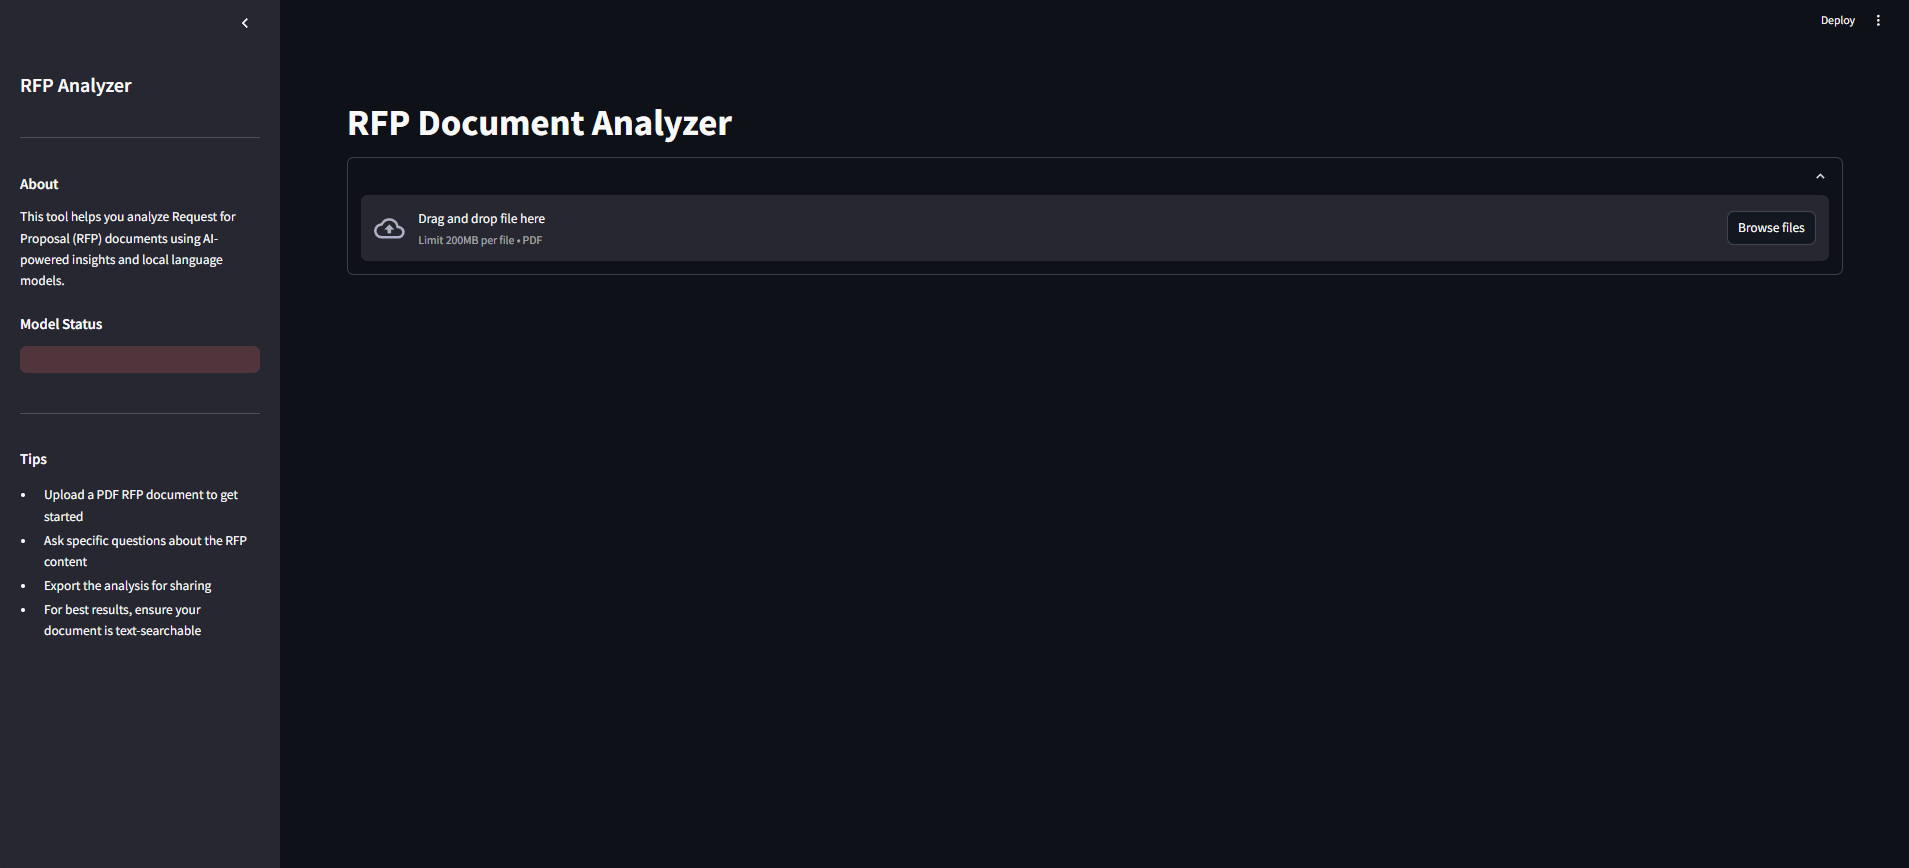 Deploy
RFP Analyzer
About
This tool helps you analyze Request for
Proposal (RFP) documents using AI-
powered insights and local language
models.
Model Status
Tips
• Upload a PDF RFP document to get
started
• Ask specific questions about the RFP
content
• Export the analysis for sharing
• For best results, ensure your
document is text-searchable
RFP Document Analyzer
Drag and drop file here
Limit 200MB per file • PDF
Browse files